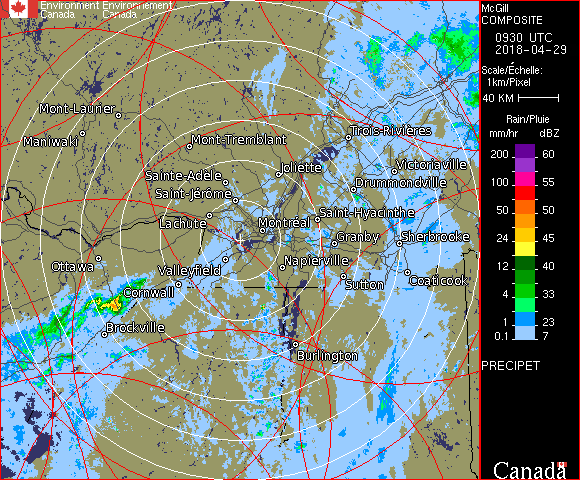 Environment Environnement
Canada Canada
McGill
COMPOSITE
0930 UTC
2018-04-29
Scale/Échelle:
1km/Pixel
40 KM
Rain/Pluie
mm/hr dBZ
200 60
100 55
50 50
24 45
12 40
4 33
1 23
0.1 7
PRECIPET
Canada
Mont-Laurier
Maniwaki
Mont-Tremblant
Trois-Rivières
Sainte-Adèle
Joliette
Victoriaville
Saint-Jérôme
Drummondville
Lachute
Montréal
Saint-Hyacinthe
Granby
Sherbrooke
Ottawa
Valleyfield
Napierville
Cornwall
Sutton
Coaticook
Brockville
Burlington